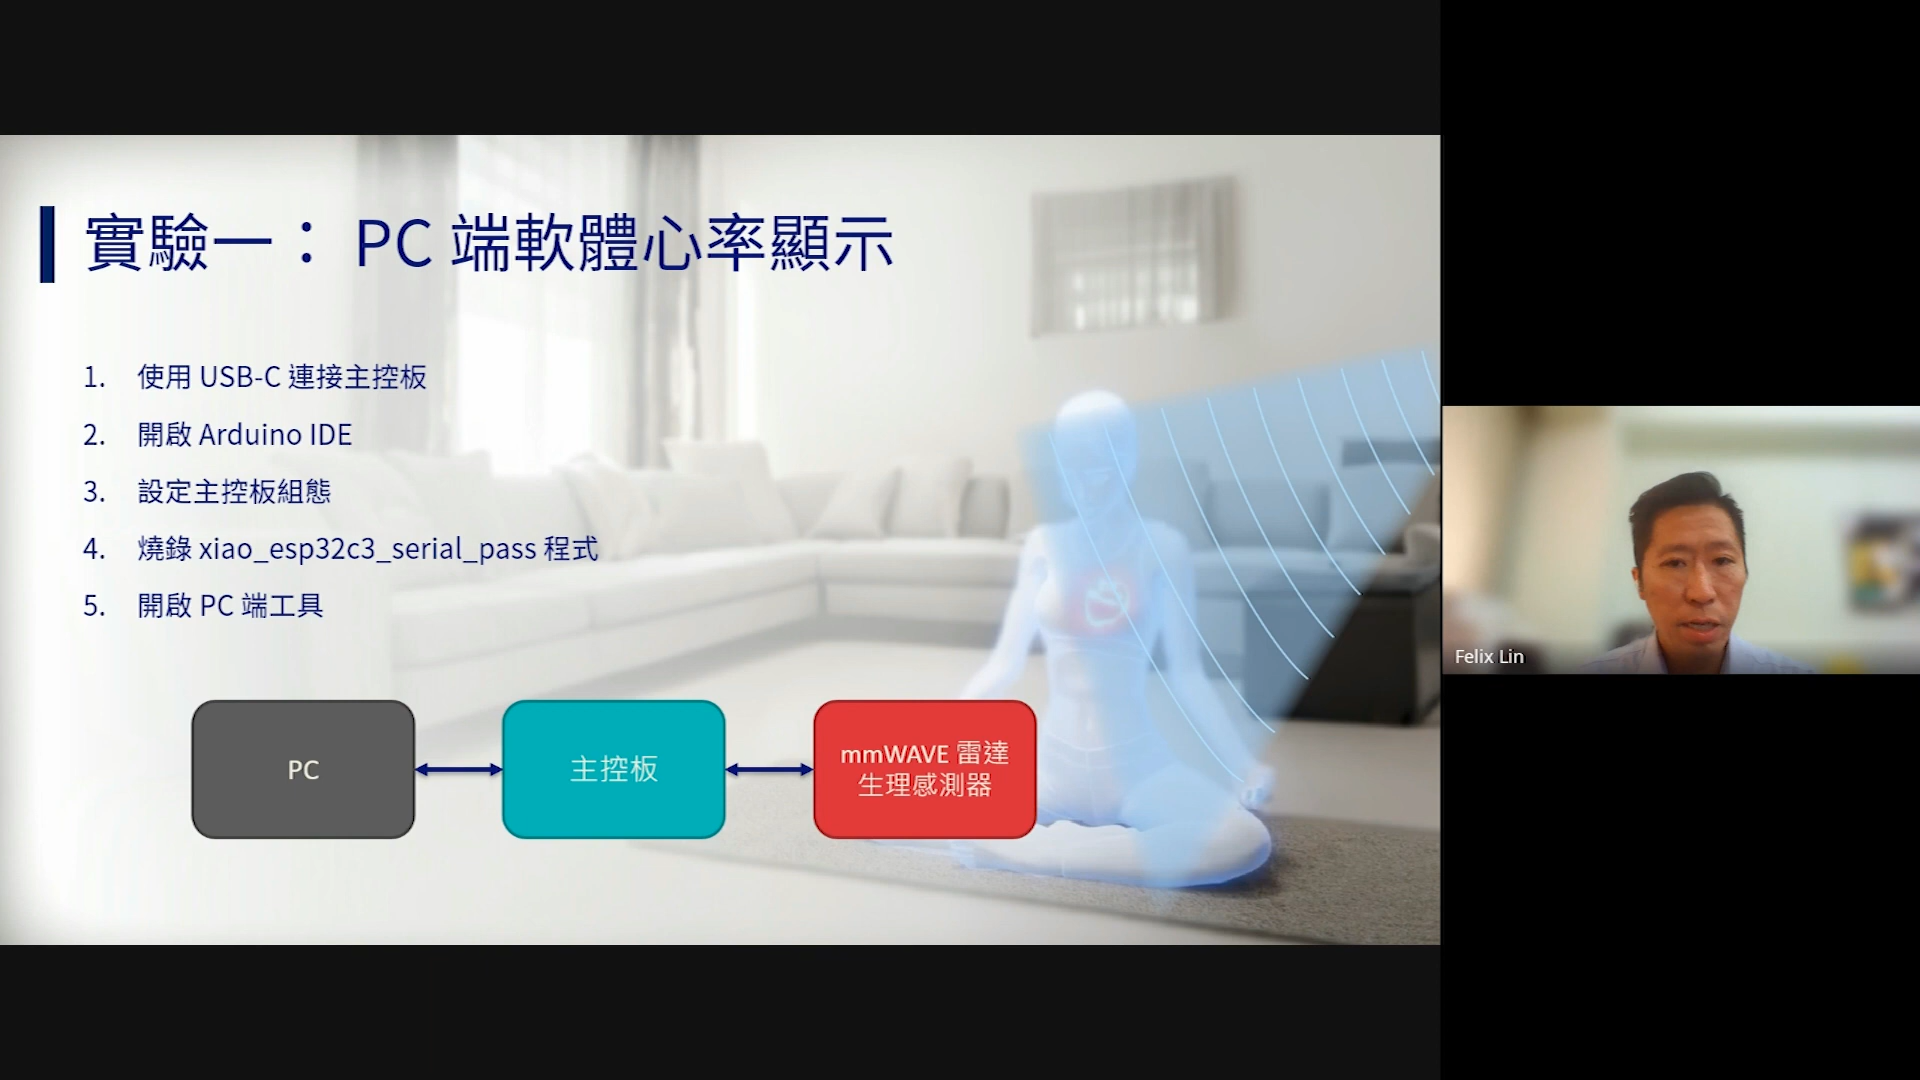 實驗一： PC 端軟體心率顯示
1. 使用 USB-C 連接主控板
2. 開啟 Arduino IDE
3. 設定主控板組態
4. 燒錄 xiao_esp32c3_serial_pass 程式
5. 開啟 PC 端工具
PC
主控板
mmWAVE 雷達
生理感測器
Felix Lin